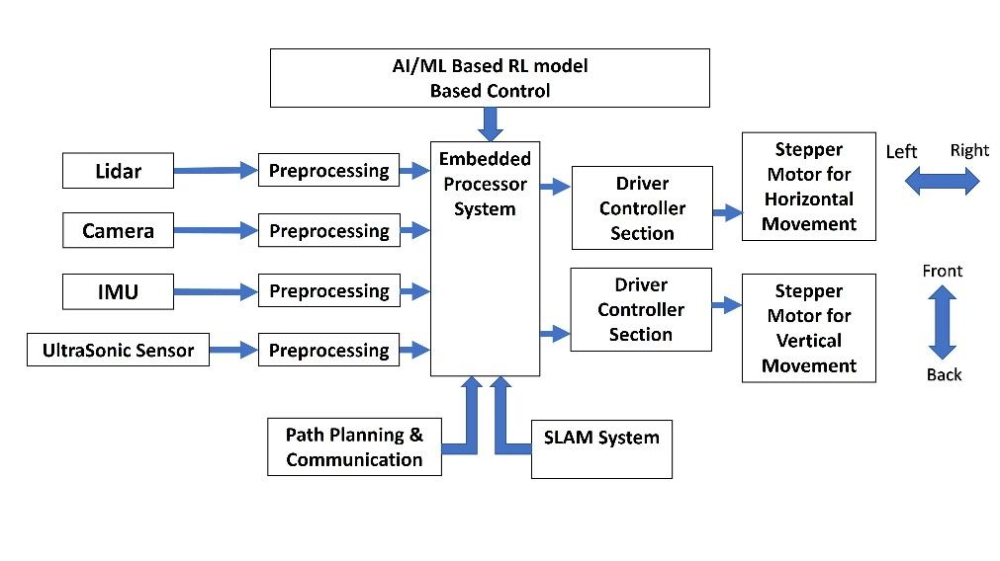 AI/ML Based RL model
Based Control
Lidar
Preprocessing
Camera
Preprocessing
IMU
Preprocessing
UltraSonic Sensor
Preprocessing
Embedded
Processor
System
Driver
Controller
Section
Stepper
Motor for
Horizontal
Movement
Left Right
Driver
Controller
Section
Stepper
Motor for
Vertical
Movement
Front
Back
Path Planning &
Communication
SLAM System